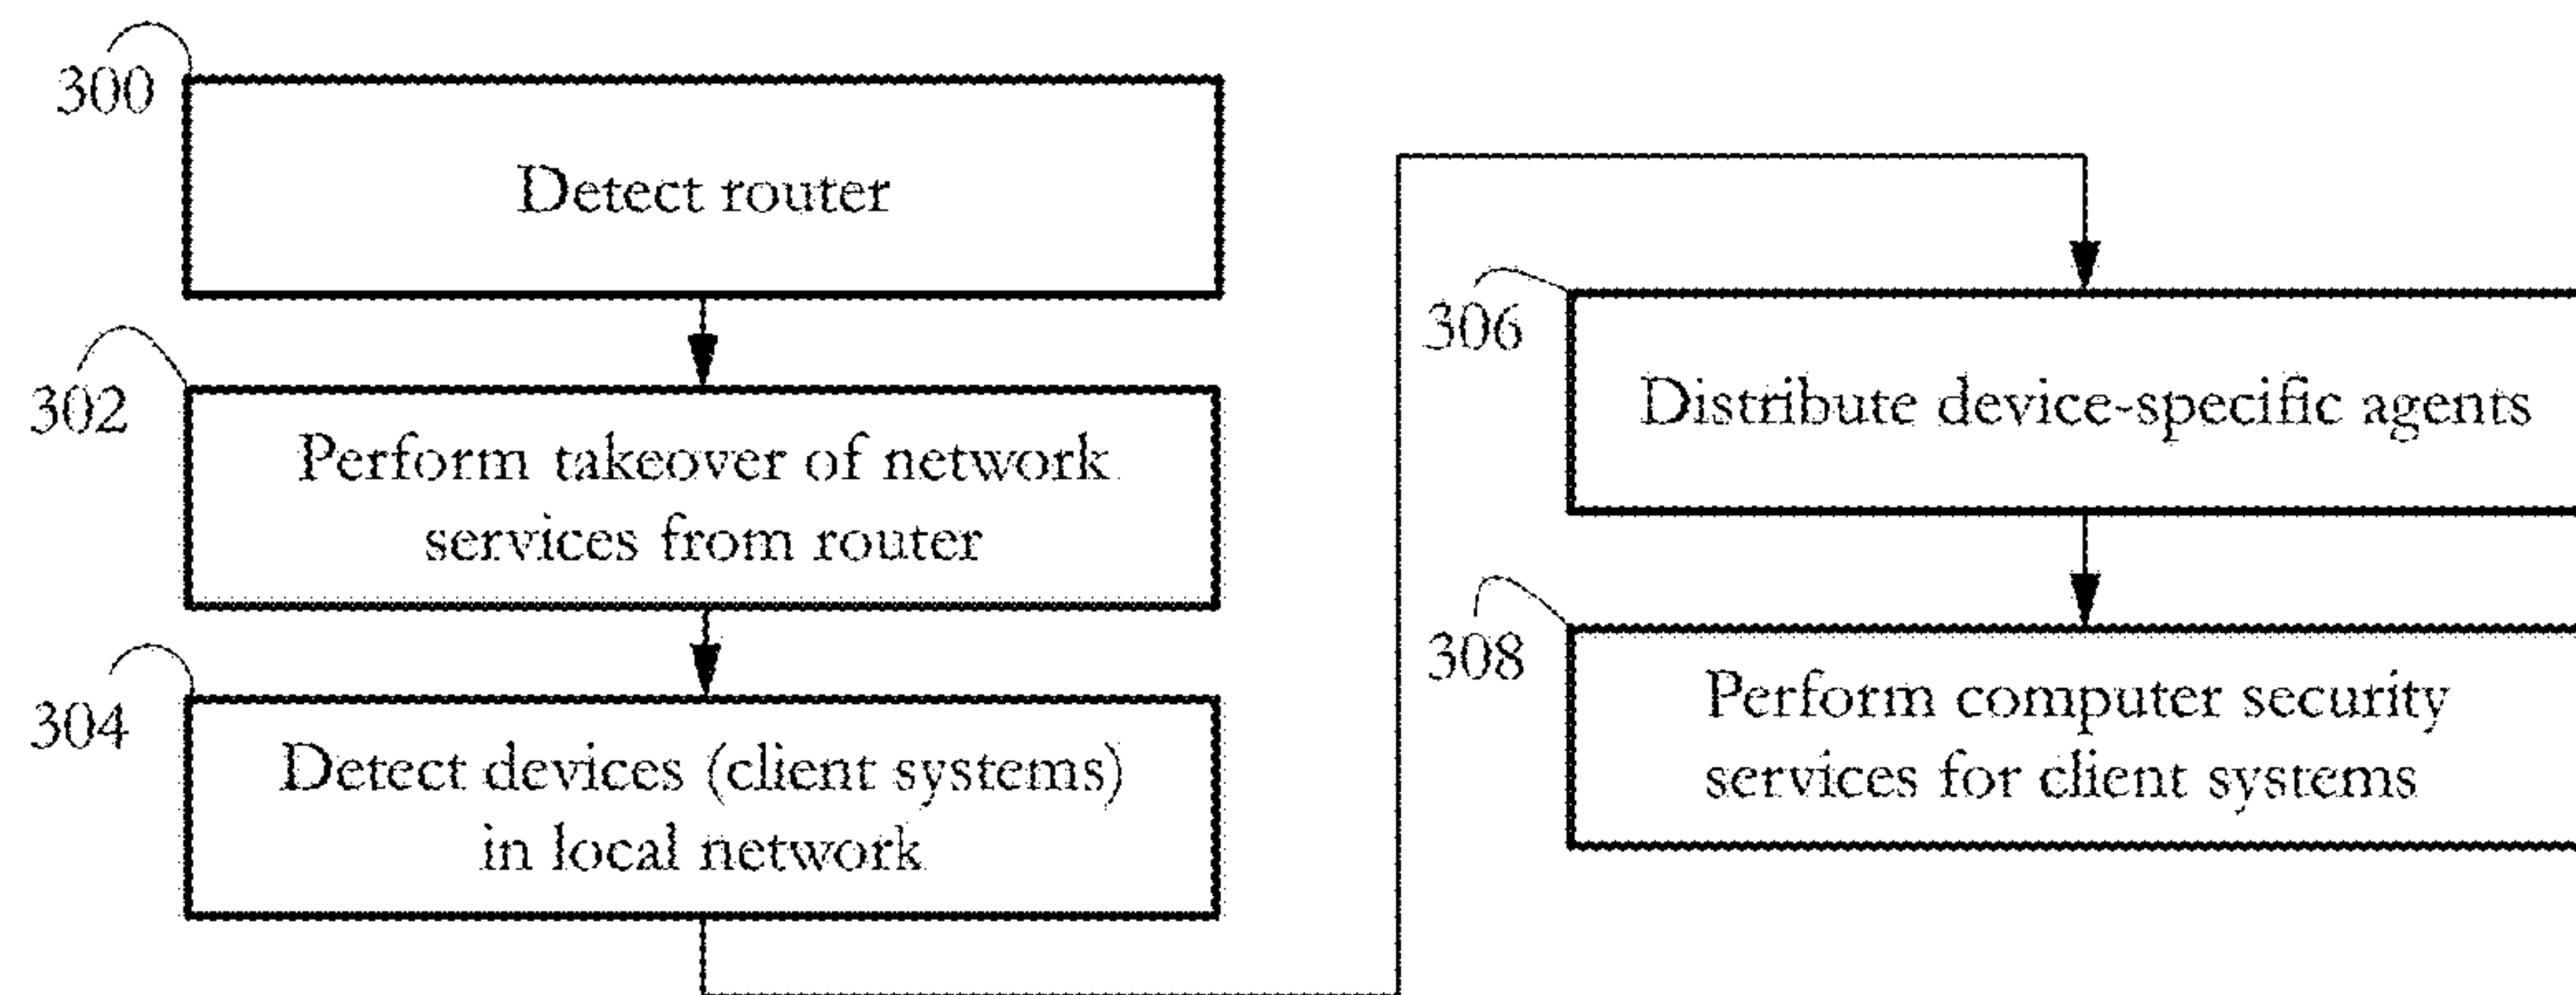 300
Detect router
302
Perform takeover of network
services from router
304
Detect devices (client systems)
in local network
306
Distribute device-specific agents
308
Perform computer security
services for client systems